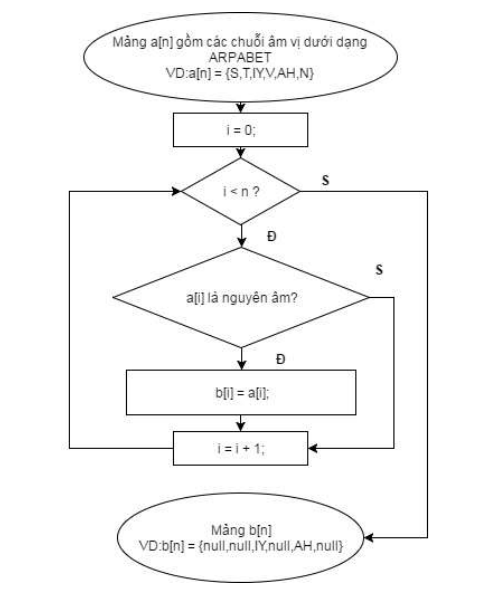 Mảng a[n] gồm các chuỗi âm vị dưới dạng
ARPABET
VD:a[n] = {S,T,IY,V,AH,N}
i = 0;
i < n ?
S
Đ
a[i] là nguyên âm?
S
Đ
b[i] = a[i];
i = i + 1;
Mảng b[n]
VD:b[n] = {null,null,IY,null,AH,null}